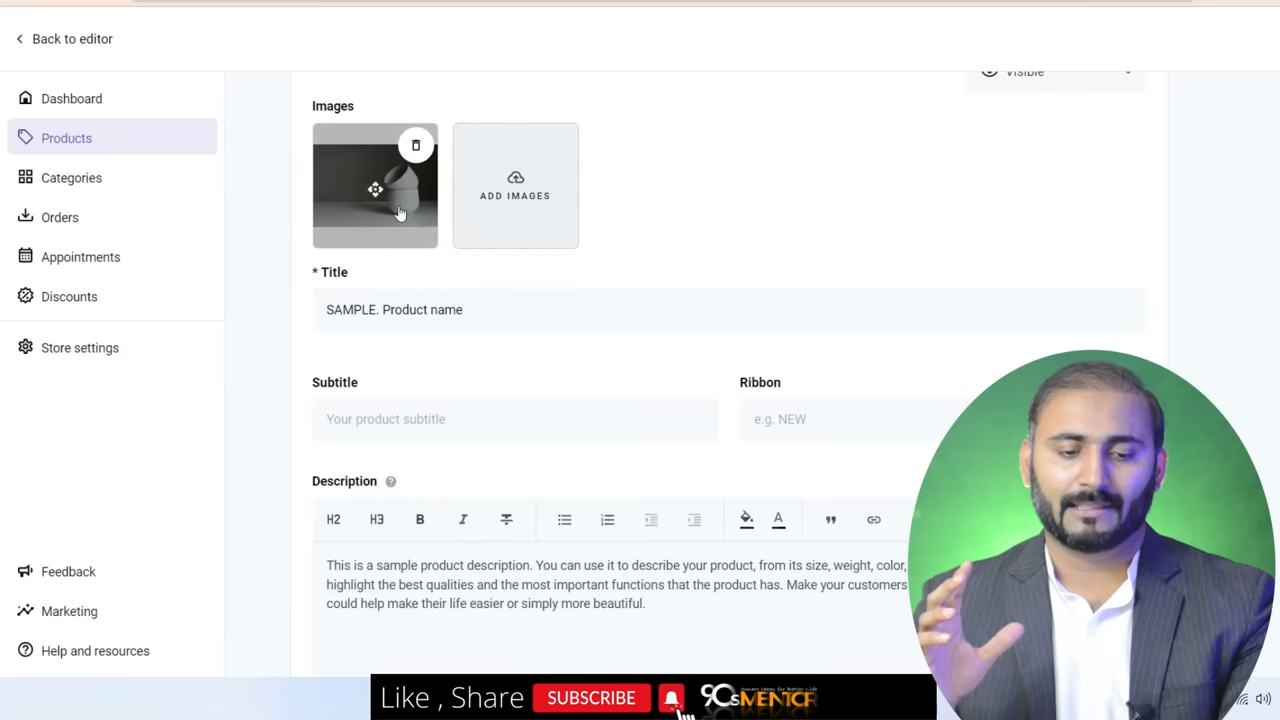 Back to editor
Visible
Dashboard
Products
Categories
Orders
Appointments
Discounts
Store settings
Feedback
Marketing
Help and resources
Images
ADD IMAGES
* Title
SAMPLE. Product name
Subtitle
Ribbon
Your product subtitle
e.g. NEW
Description
H2 H3 B I A
This is a sample product description. You can use it to describe your product, from its size, weight, color,
highlight the best qualities and the most important functions that the product has. Make your customers
could help make their life easier or simply more beautiful.
Like , Share SUBSCRIBE 9Cs MENTOR